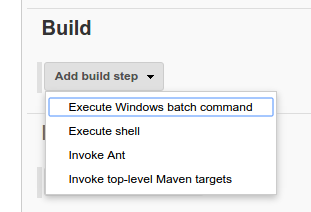 Build
Add build step
Execute Windows batch command
Execute shell
Invoke Ant
Invoke top-level Maven targets